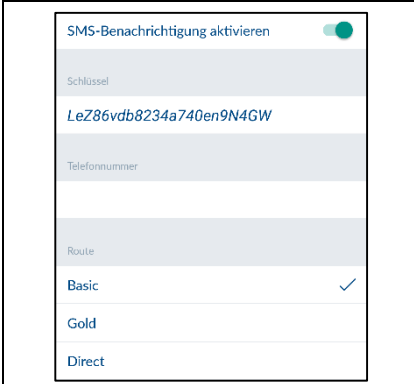 SMS-Benachrichtigung aktivieren
Schlüssel
LeZ86vdb8234a740en9N4GW
Telefonnummer
Route
Basic
Gold
Direct